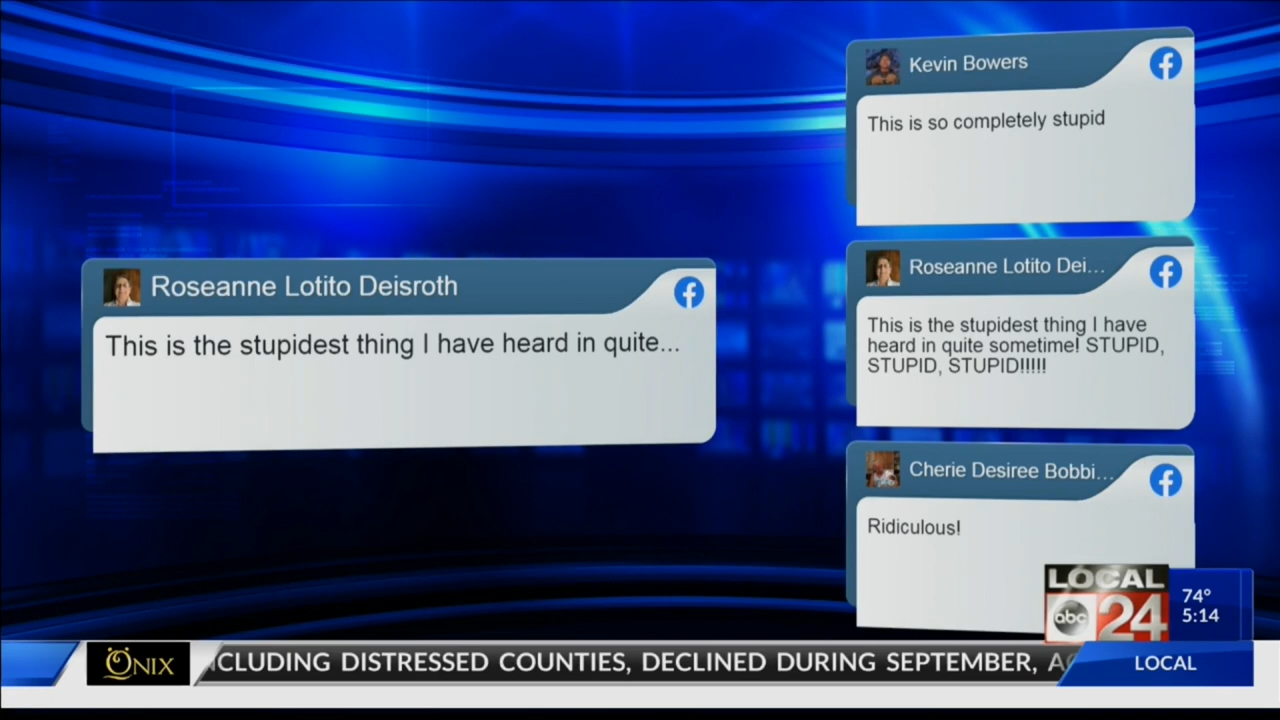 Roseanne Lotito Deisroth
This is the stupidest thing I have heard in quite...
Kevin Bowers
This is so completely stupid
Roseanne Lotito Dei...
This is the stupidest thing I have
heard in quite sometime! STUPID,
STUPID, STUPID!!!!!
Cherie Desiree Bobbi...
Ridiculous!
LOCAL
abc 24
74°
5:14
ONIX
CLUDING DISTRESSED COUNTIES, DECLINED DURING SEPTEMBER,
LOCAL